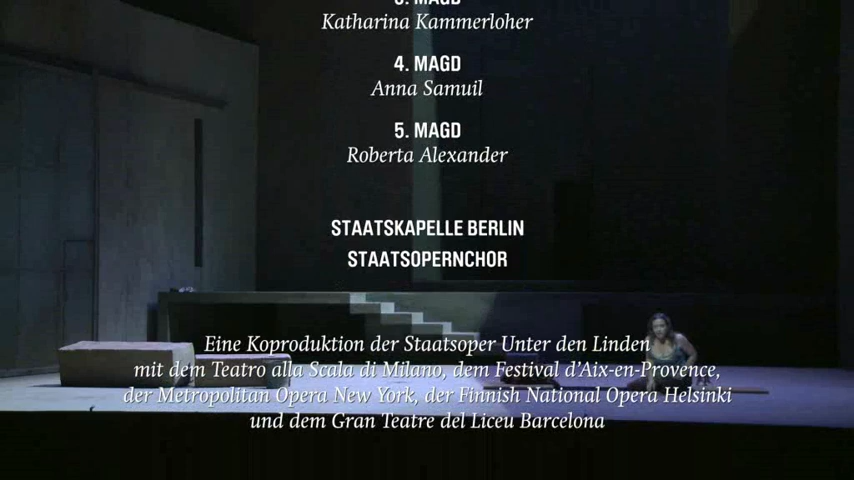 3. MAGD
Katharina Kammerloher
4. MAGD
Anna Samuil
5. MAGD
Roberta Alexander
STAATSKAPELLE BERLIN
STAATSOPERNCHOR
Eine Koproduktion der Staatsoper Unter den Linden
mit dem Teatro alla Scala di Milano, dem Festival d'Aix-en-Provence,
der Metropolitan Opera New York, der Finnish National Opera Helsinki
und dem Gran Teatre del Liceu Barcelona